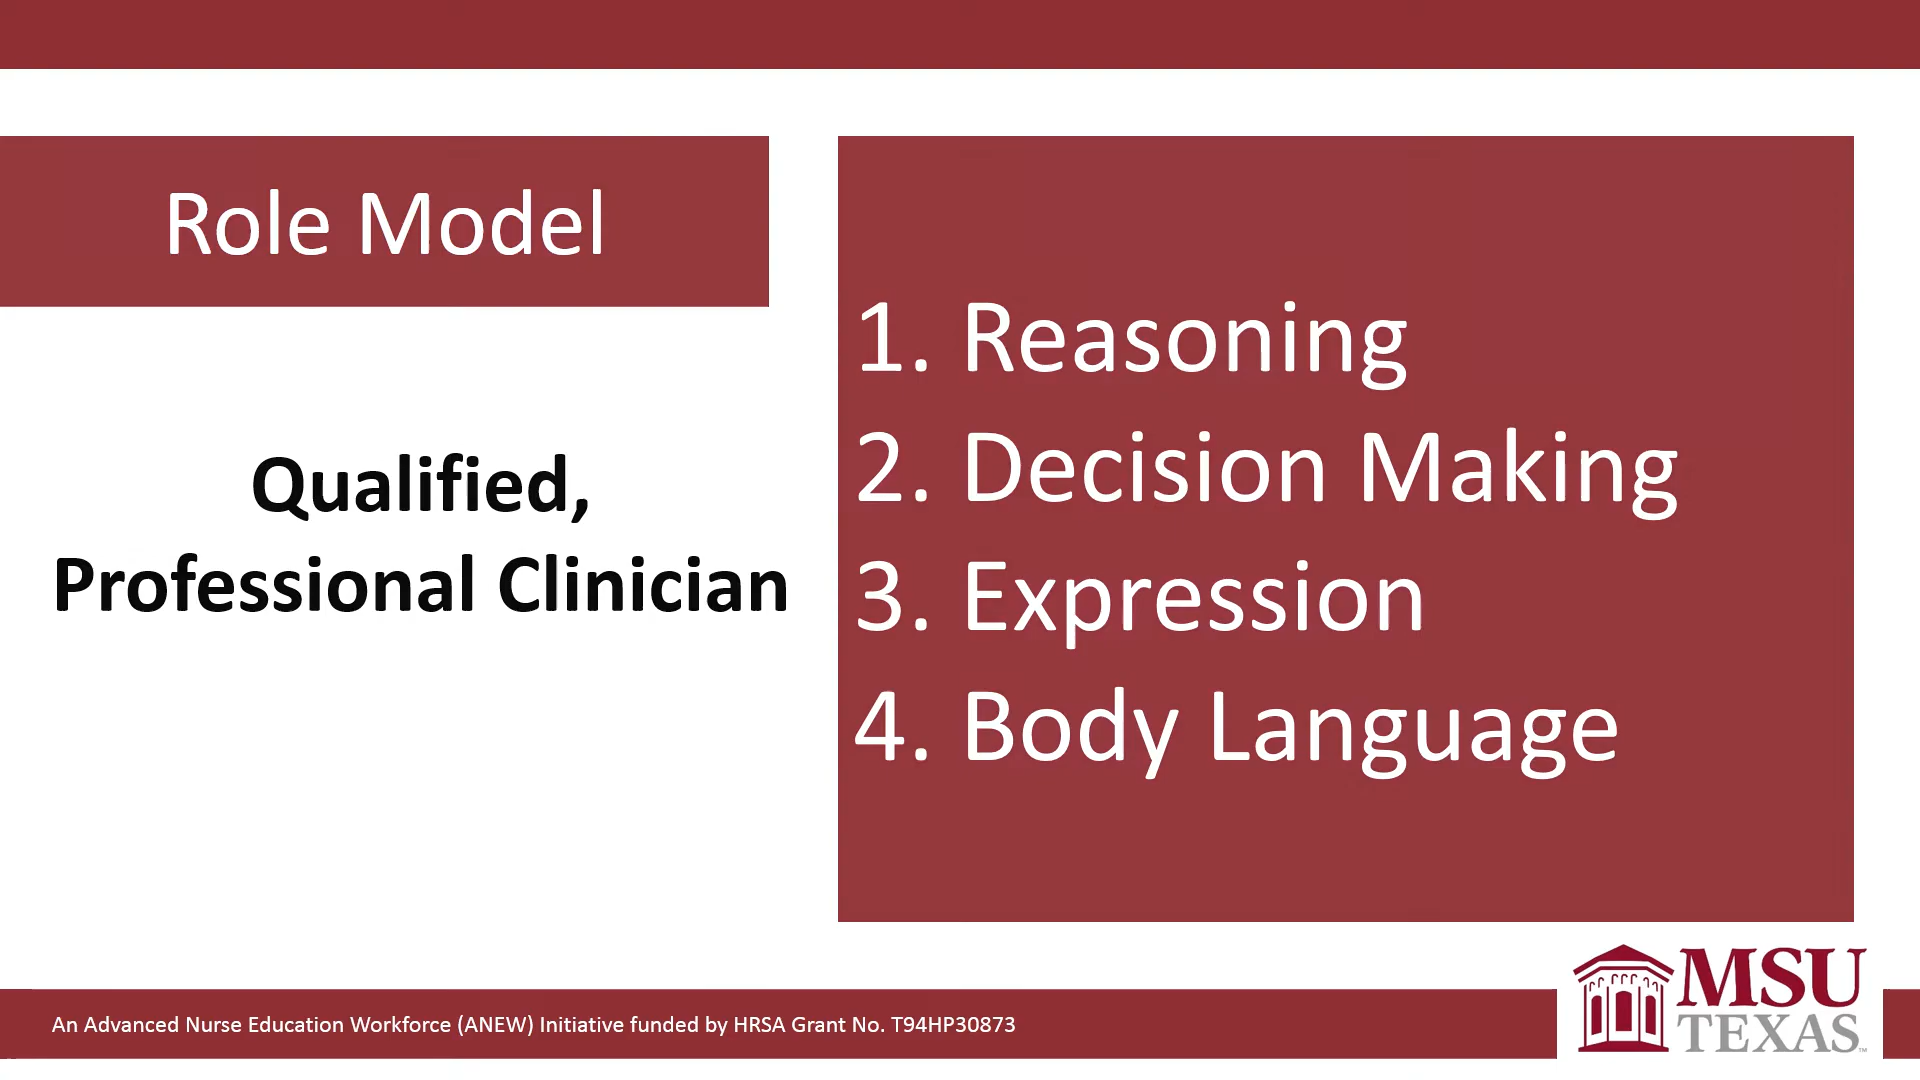 Role Model
Qualified,
Professional Clinician
1. Reasoning
2. Decision Making
3. Expression
4. Body Language
An Advanced Nurse Education Workforce (ANEW) Initiative funded by HRSA Grant No. T94HP30873
MSU
TEXAS™